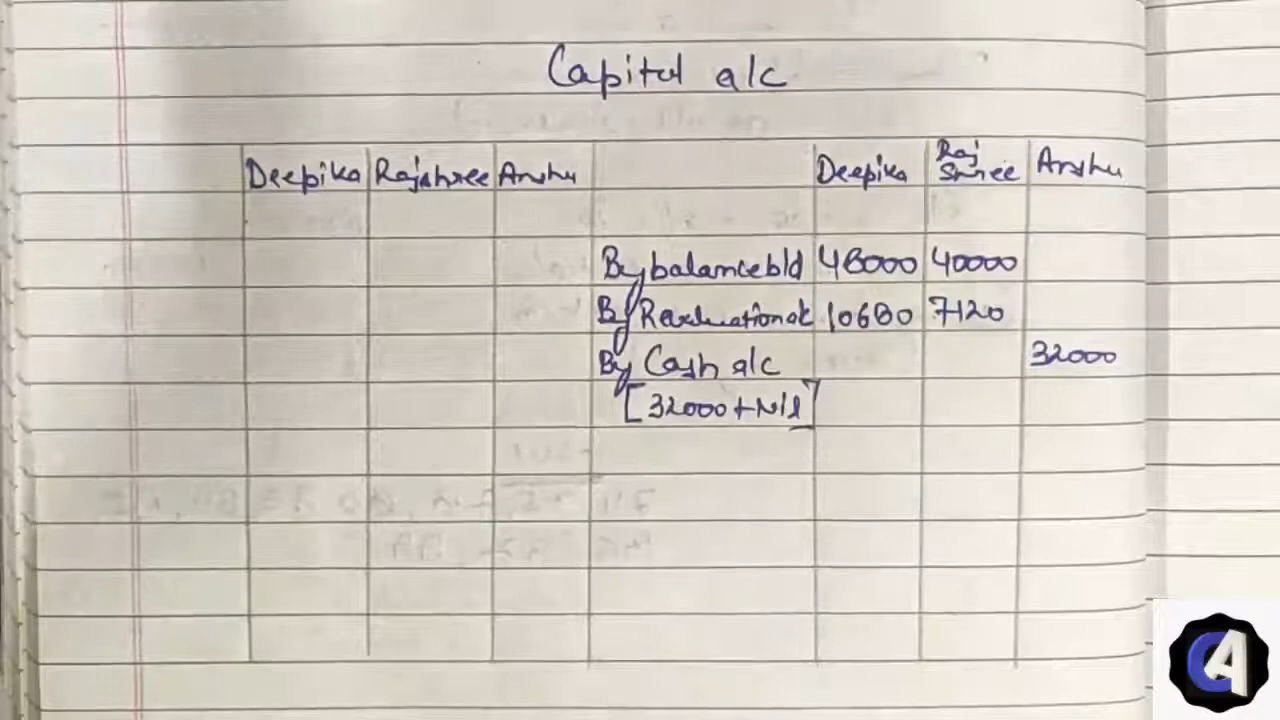 Capital a/c
Deepika Rajshree Anshu Deepika Raj Shree Anshu
By balance b/d 48000 40000
By Revaluation a/c 10680 7120
By Cash a/c 32000
[32000+Nil]
CA